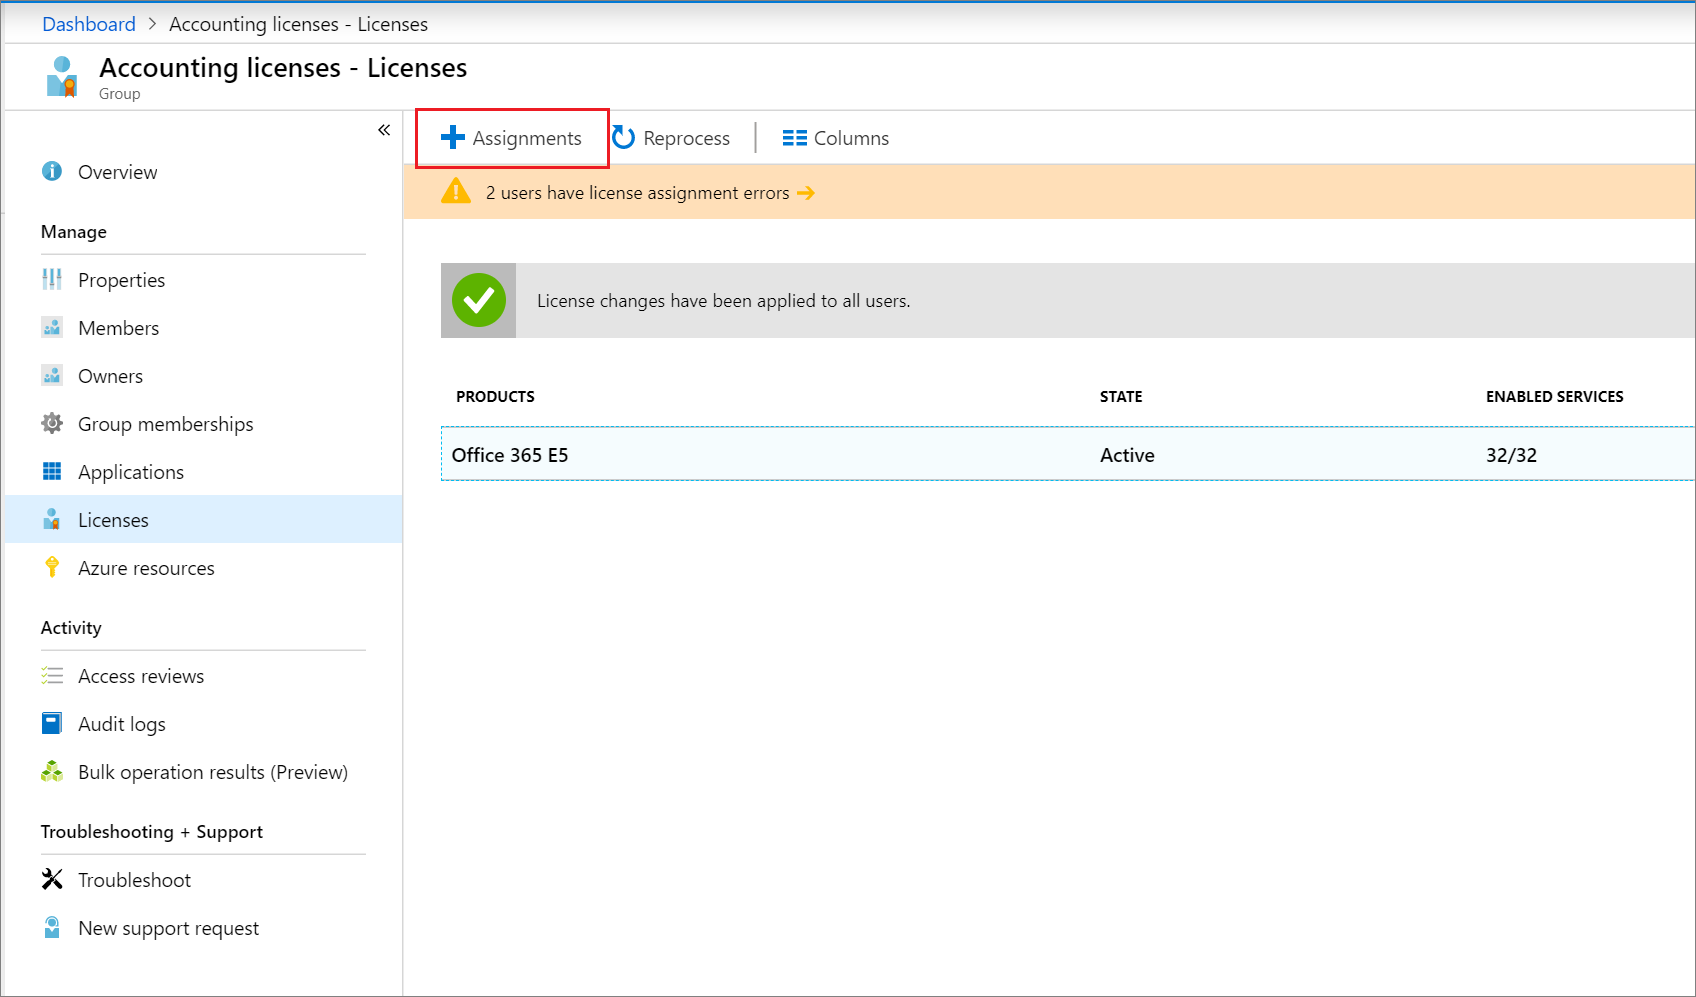 Dashboard > Accounting licenses - Licenses
Accounting licenses - Licenses
Group
«
Overview
Manage
Properties
Members
Owners
Group memberships
Applications
Licenses
Azure resources
Activity
Access reviews
Audit logs
Bulk operation results (Preview)
Troubleshooting + Support
Troubleshoot
New support request
Assignments Reprocess Columns
2 users have license assignment errors →
License changes have been applied to all users.
PRODUCTS STATE ENABLED SERVICES
Office 365 E5 Active 32/32